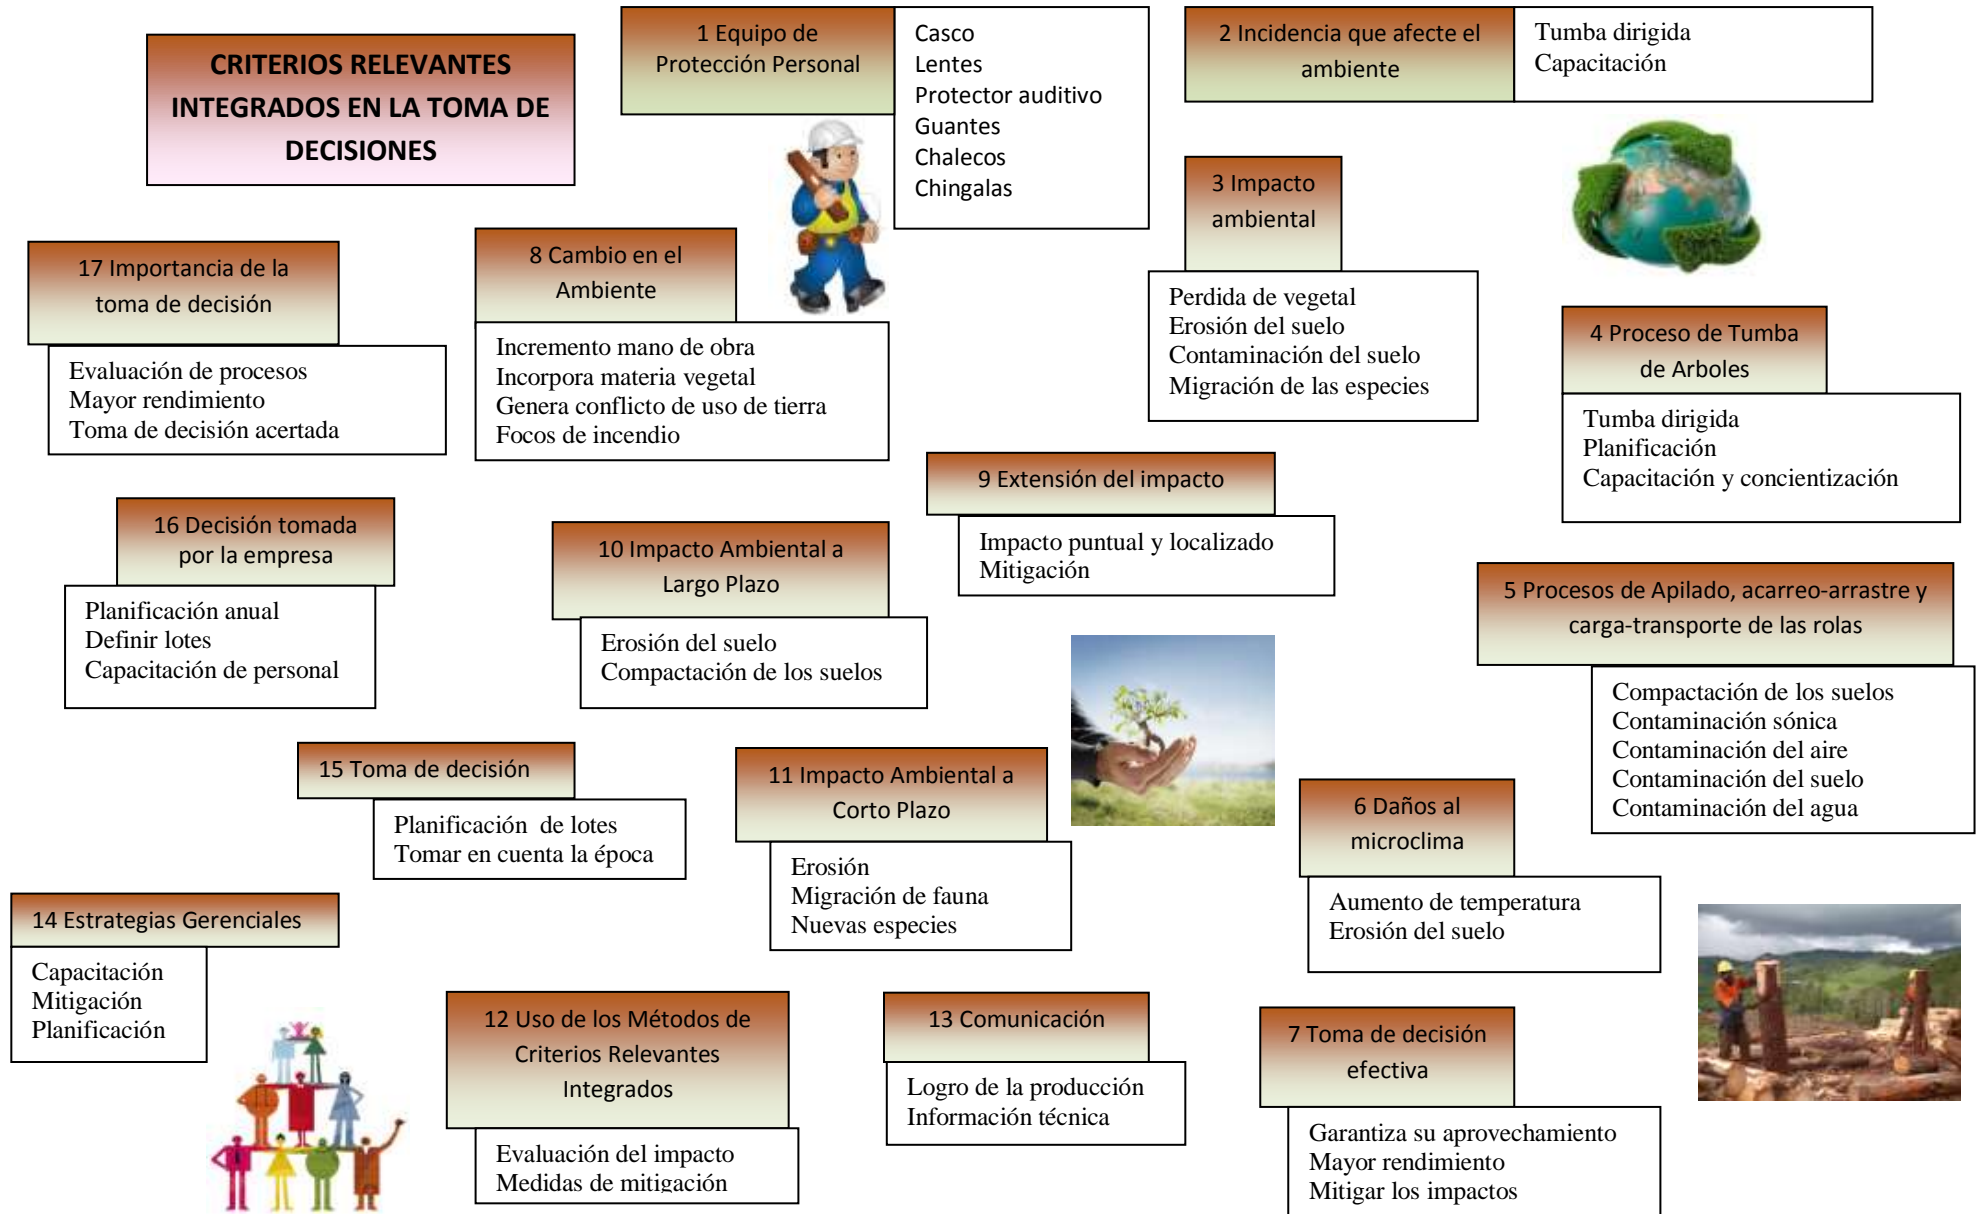 CRITERIOS RELEVANTES
INTEGRADOS EN LA TOMA DE
DECISIONES
1 Equipo de
Protección Personal
Casco
Lentes
Protector auditivo
Guantes
Chalecos
Chingalas
2 Incidencia que afecte el
ambiente
Tumba dirigida
Capacitación
3 Impacto
ambiental
Perdida de vegetal
Erosión del suelo
Contaminación del suelo
Migración de las especies
4 Proceso de Tumba
de Arboles
Tumba dirigida
Planificación
Capacitación y concientización
5 Procesos de Apilado, acarreo-arrastre y
carga-transporte de las rolas
Compactación de los suelos
Contaminación sónica
Contaminación del aire
Contaminación del suelo
Contaminación del agua
6 Daños al
microclima
Aumento de temperatura
Erosión del suelo
7 Toma de decisión
efectiva
Garantiza su aprovechamiento
Mayor rendimiento
Mitigar los impactos
8 Cambio en el
Ambiente
Incremento mano de obra
Incorpora materia vegetal
Genera conflicto de uso de tierra
Focos de incendio
9 Extensión del impacto
Impacto puntual y localizado
Mitigación
10 Impacto Ambiental a
Largo Plazo
Erosión del suelo
Compactación de los suelos
11 Impacto Ambiental a
Corto Plazo
Erosión
Migración de fauna
Nuevas especies
12 Uso de los Métodos de
Criterios Relevantes
Integrados
Evaluación del impacto
Medidas de mitigación
13 Comunicación
Logro de la producción
Información técnica
14 Estrategias Gerenciales
Capacitación
Mitigación
Planificación
15 Toma de decisión
Planificación  de lotes
Tomar en cuenta la época
16 Decisión tomada
por la empresa
Planificación anual
Definir lotes
Capacitación de personal
17 Importancia de la
toma de decisión
Evaluación de procesos
Mayor rendimiento
Toma de decisión acertada